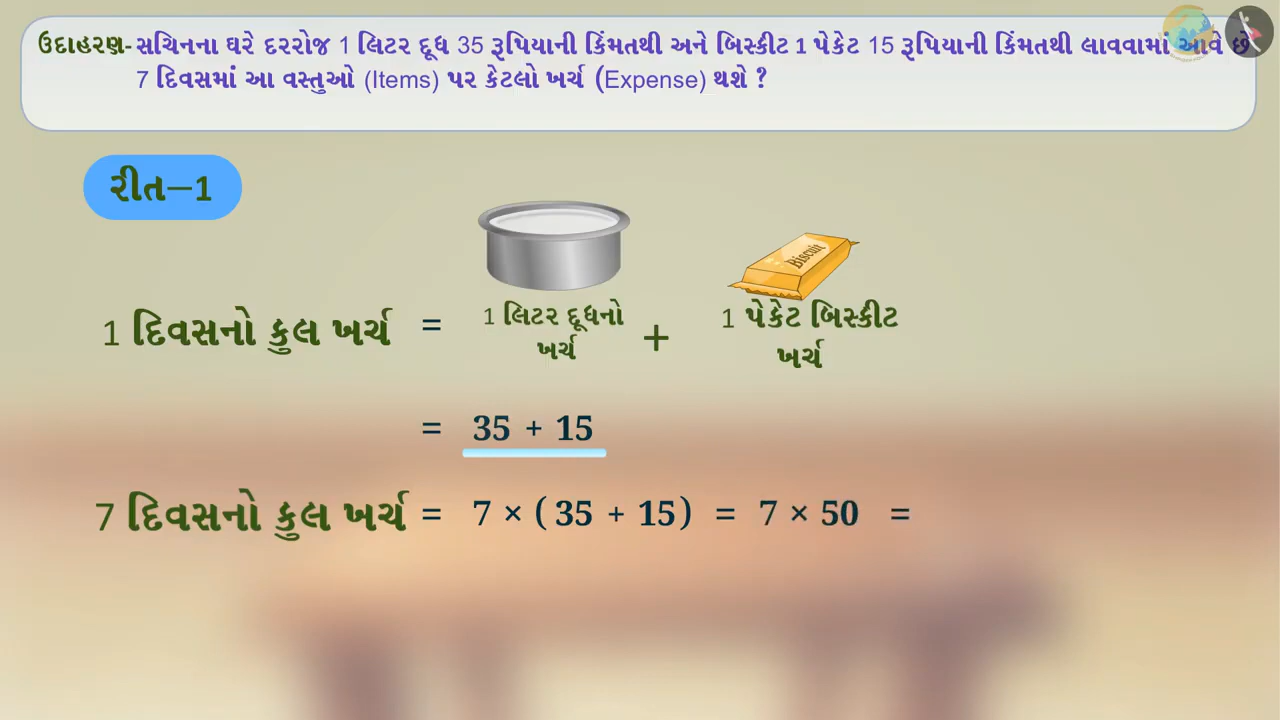 ઉદાહરણ- સચિનના ઘરે દરરોજ 1 લિટર દૂધ 35 રૂપિયાની કિંમતથી અને બિસ્કીટ 1 પેકેટ 15 રૂપિયાની કિંમતથી લાવવામાં આવે છે
7 દિવસમાં આ વસ્તુઓ (Items) પર કેટલો ખર્ચ (Expense) થશે ?
રીત–1
Biscuit
1 દિવસનો કુલ ખર્ચ = 1 લિટર દૂધનો ખર્ચ + 1 પેકેટ બિસ્કીટ ખર્ચ
= 35 + 15
7 દિવસનો કુલ ખર્ચ = 7 × ( 35 + 15 ) = 7 × 50 =